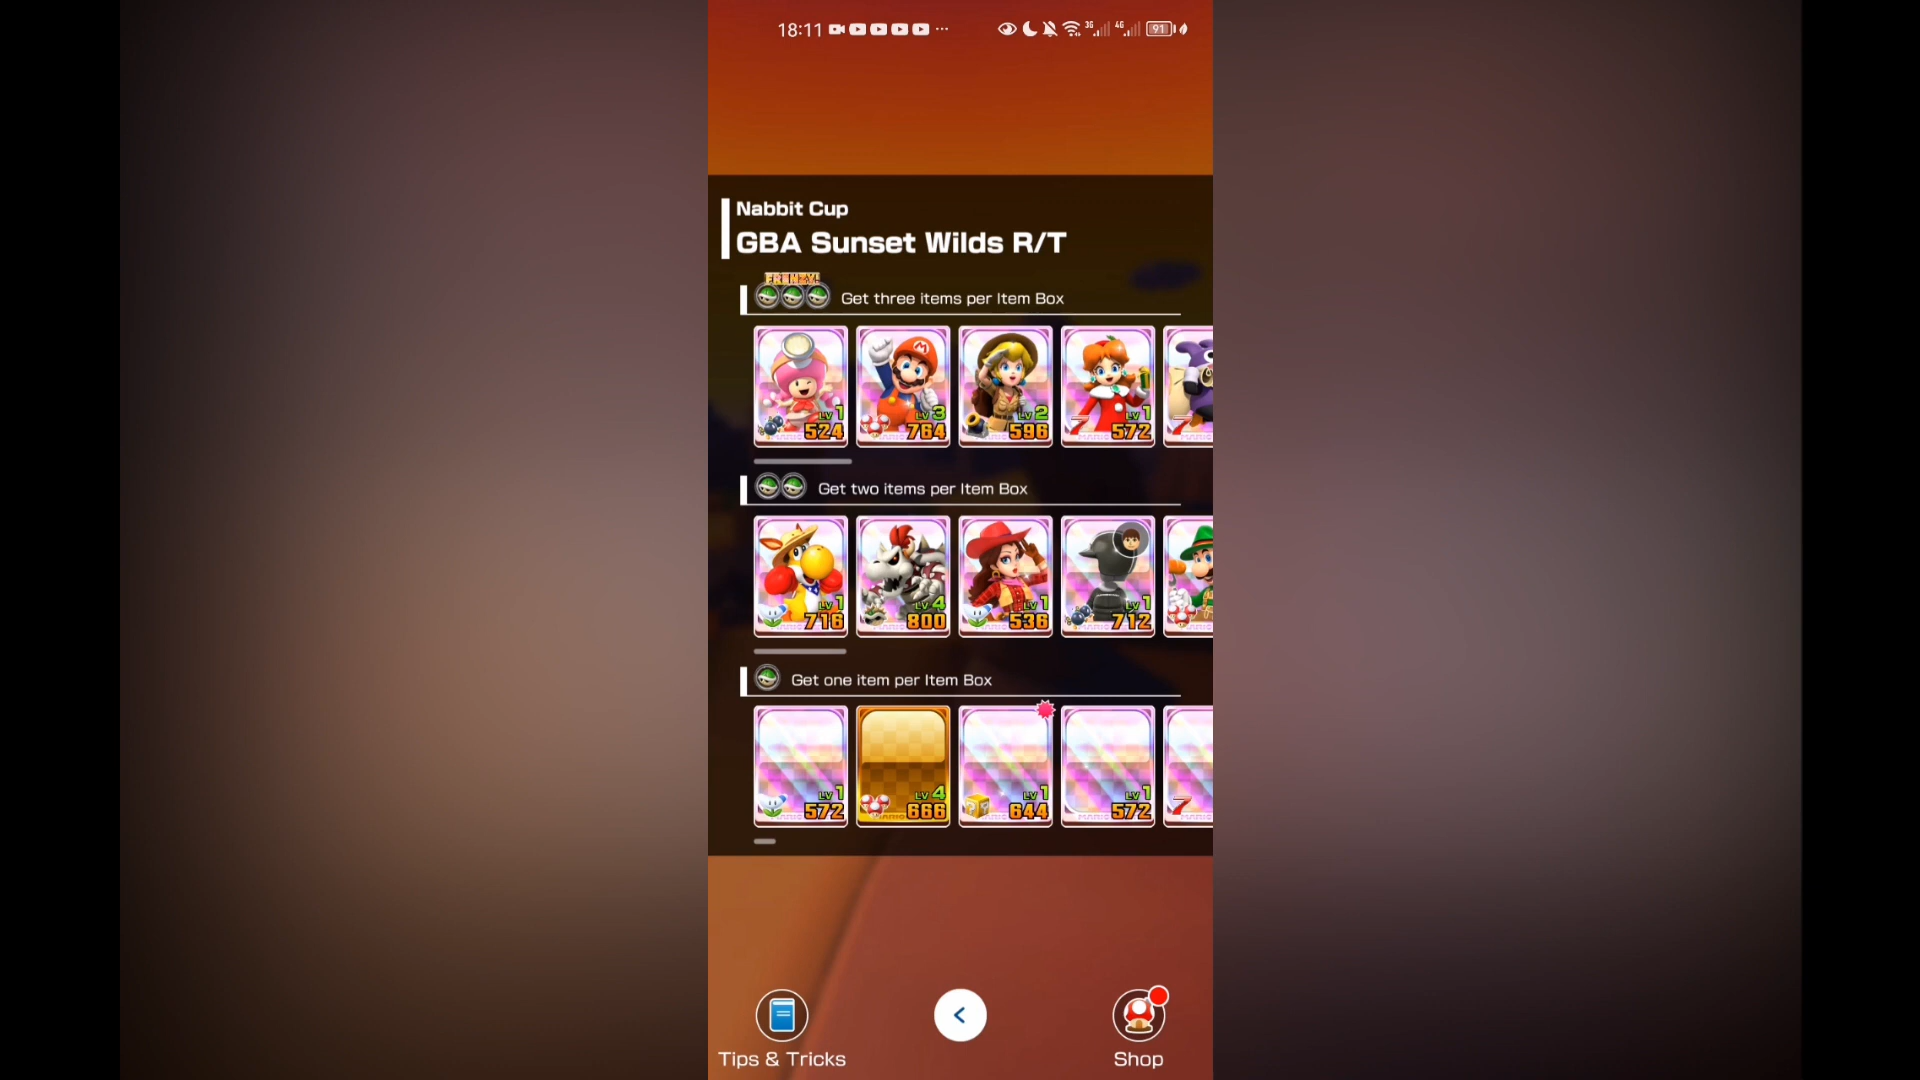 18:11 ... 3G 4G 91
Nabbit Cup
GBA Sunset Wilds R/T
FRENZY!
Get three items per Item Box
LV 1 LV 3 LV 2 LV 1
524 764 596 572
Get two items per Item Box
LV 1 LV 4 LV 1 LV 1
716 800 536 712
Get one item per Item Box
LV 1 LV 4 LV 1 LV 1
572 666 644 572
Tips & Tricks
Shop